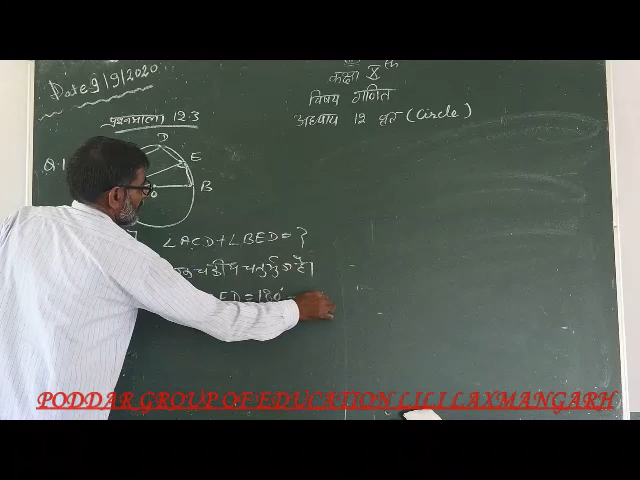 Date 9/9/2020
कक्षा X th
विषय गणित
अध्याय 12 वृत (Circle)
प्रश्नमाला 12.3
Q.1
D
E
B
O
∠ACD+∠BED=?
चक्रीय चतुर्भुज है।
ED=180°
PODDAR GROUP OF EDUCATION LILI LAXMANGARH